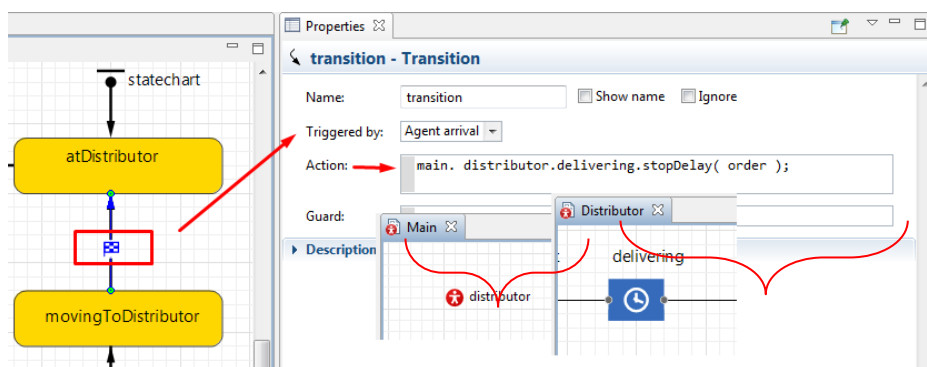 statechart
atDistributor
movingToDistributor
Properties
transition - Transition
Name: transition Show name Ignore
Triggered by: Agent arrival
Action: main. distributor.delivering.stopDelay( order );
Guard:
Description
Main
distributor
Distributor
delivering